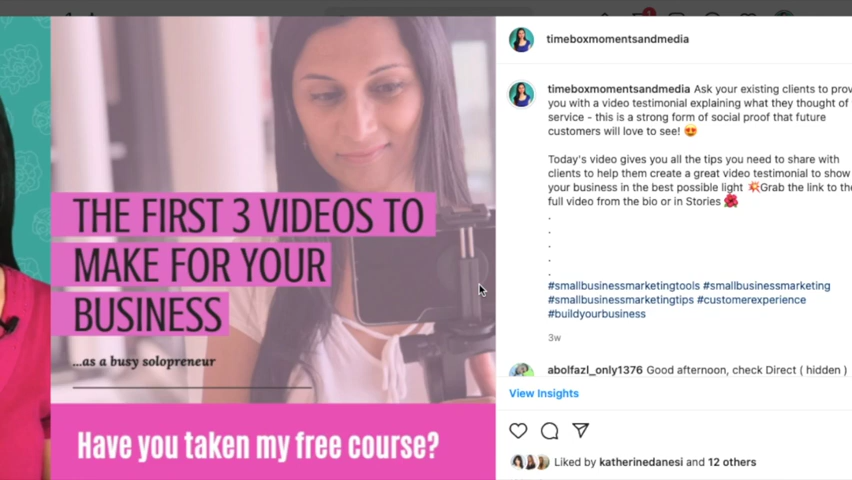 THE FIRST 3 VIDEOS TO
MAKE FOR YOUR
BUSINESS
...as a busy solopreneur
Have you taken my free course?
timeboxmomentsandmedia
timeboxmomentsandmedia Ask your existing clients to prov
you with a video testimonial explaining what they thought of
service - this is a strong form of social proof that future
customers will love to see! 😍
Today's video gives you all the tips you need to share with
clients to help them create a great video testimonial to show
your business in the best possible light 💥Grab the link to the
full video from the bio or in Stories 🌺
.
.
.
.
.
#smallbusinessmarketingtools #smallbusinessmarketing
#smallbusinessmarketingtips #customerexperience
#buildyourbusiness
3w
abolfazl_only1376 Good afternoon, check Direct ( hidden )
View Insights
Liked by katherinedanesi and 12 others